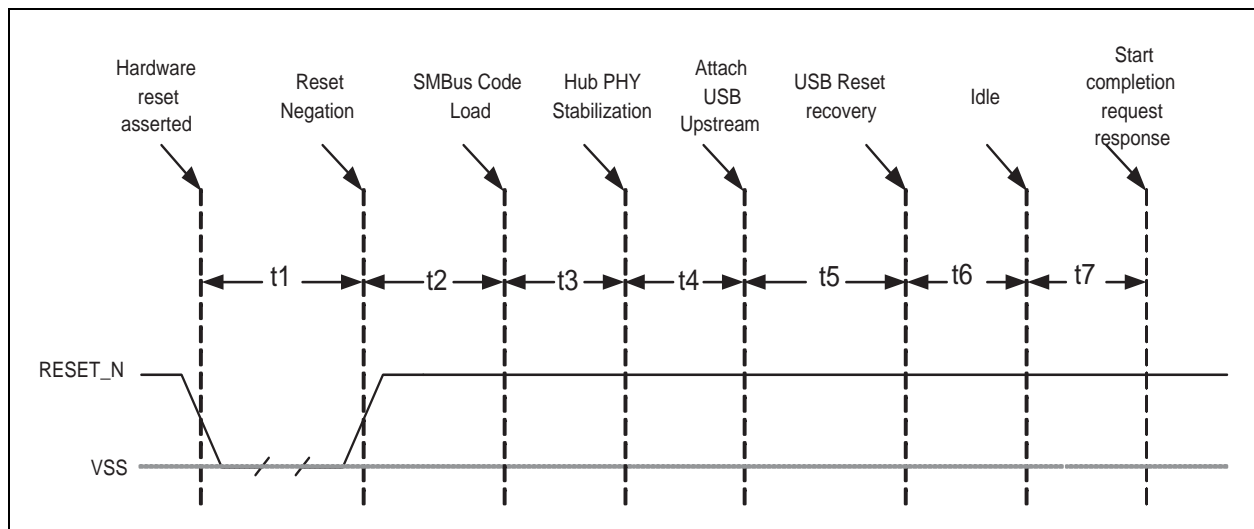 Hardware
reset
asserted
Reset
Negation
SMBus Code
Load
Hub PHY
Stabilization
Attach
USB
Upstream
USB Reset
recovery
Idle
Start
completion
request
response
t1
t2
t3
t4
t5
t6
t7
RESET_N
VSS